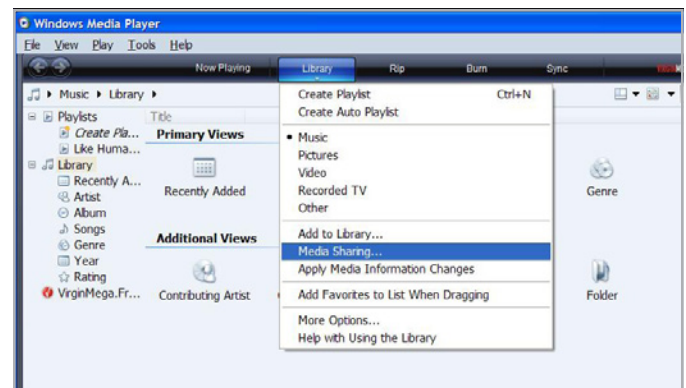 Windows Media Player
File View Play Tools Help
Now Playing Library Rip Burn Sync
Music Library
Create Playlist Ctrl+N
Create Auto Playlist
Music
Pictures
Video
Recorded TV
Other
Add to Library...
Media Sharing...
Apply Media Information Changes
Add Favorites to List When Dragging
More Options...
Help with Using the Library
Playlists
Create Pla...
Like Huma...
Library
Recently A...
Artist
Album
Songs
Genre
Year
Rating
VirginMega.Fr...
Title
Primary Views
Recently Added
Genre
Additional Views
Contributing Artist
Folder